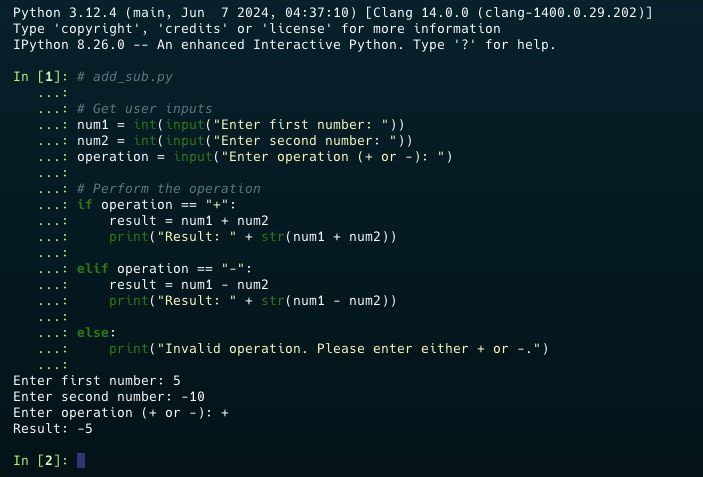 Python 3.12.4 (main, Jun  7 2024, 04:37:10) [Clang 14.0.0 (clang-1400.0.29.202)]
Type 'copyright', 'credits' or 'license' for more information
IPython 8.26.0 -- An enhanced Interactive Python. Type '?' for help.

In [1]: # add_sub.py
   ...:
   ...: # Get user inputs
   ...: num1 = int(input("Enter first number: "))
   ...: num2 = int(input("Enter second number: "))
   ...: operation = input("Enter operation (+ or -): ")
   ...:
   ...: # Perform the operation
   ...: if operation == "+":
   ...:     result = num1 + num2
   ...:     print("Result: " + str(num1 + num2))
   ...:
   ...: elif operation == "-":
   ...:     result = num1 - num2
   ...:     print("Result: " + str(num1 - num2))
   ...:
   ...: else:
   ...:     print("Invalid operation. Please enter either + or -.")
   ...:
Enter first number: 5
Enter second number: -10
Enter operation (+ or -): +
Result: -5

In [2]: